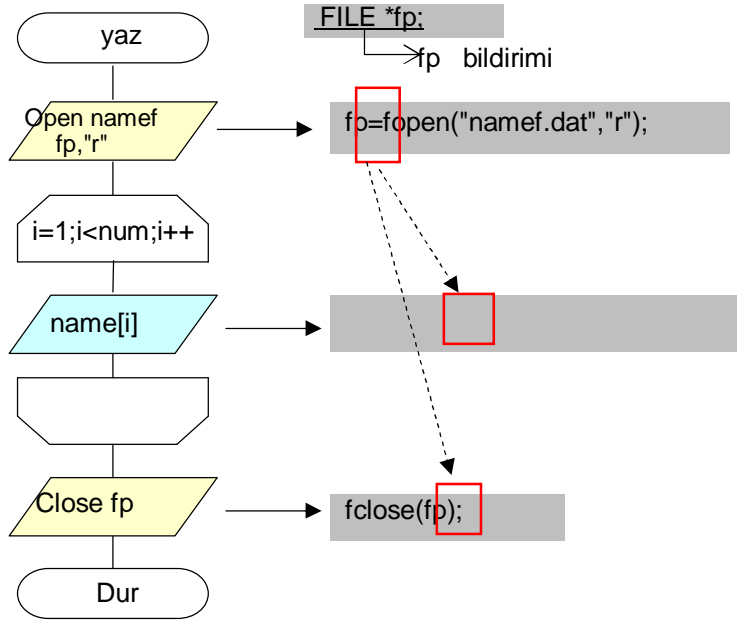 yaz
FILE *fp;
fp bildirimi
Open namef
fp,"r"
fp=fopen("namef.dat","r");
i=1;i<num;i++
name[i]
Close fp
fclose(fp);
Dur